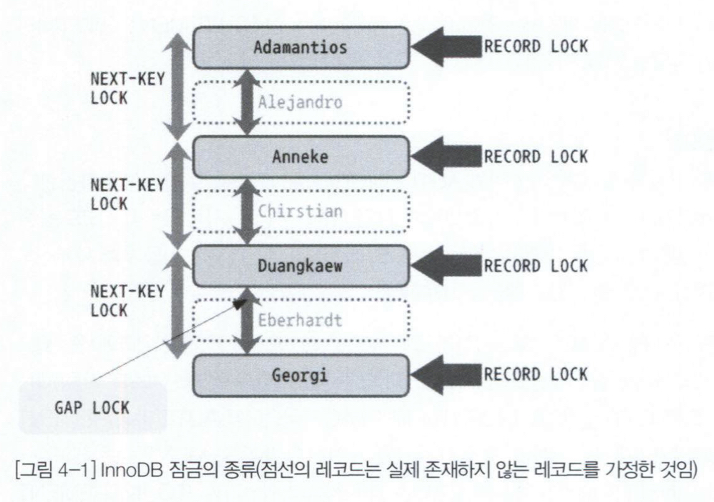 Adamantios
RECORD LOCK
NEXT-KEY
LOCK
Alejandro
Anneke
RECORD LOCK
NEXT-KEY
LOCK
Chirstian
Duangkaew
RECORD LOCK
NEXT-KEY
LOCK
Eberhardt
Georgi
RECORD LOCK
GAP LOCK
[그림 4-1] InnoDB 잠금의 종류(점선의 레코드는 실제 존재하지 않는 레코드를 가정한 것임)